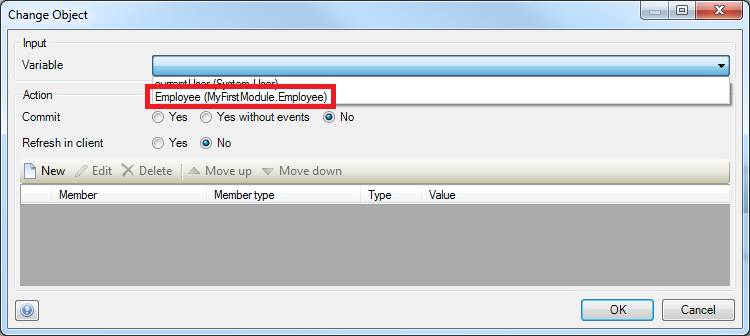 Change Object
Input
Variable
currentUser (System.User)
Action
Employee (MyFirstModule.Employee)
Commit Yes Yes without events No
Refresh in client Yes No
New Edit Delete Move up Move down
Member Member type Type Value
OK Cancel